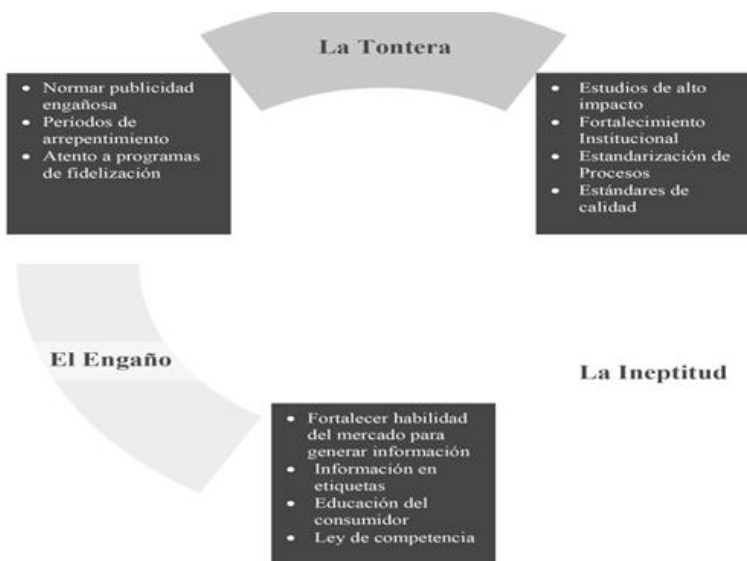 La Tontera
• Normar publicidad
engañosa
• Períodos de
arrepentimiento
• Atento a programas
de fidelización
• Estudios de alto
impacto
• Fortalecimiento
Institucional
• Estandarización de
Procesos
• Estándares de
calidad
El Engaño
La Ineptitud
• Fortalecer habilidad
del mercado para
generar información
• Información en
etiquetas
• Educación del
consumidor
• Ley de competencia